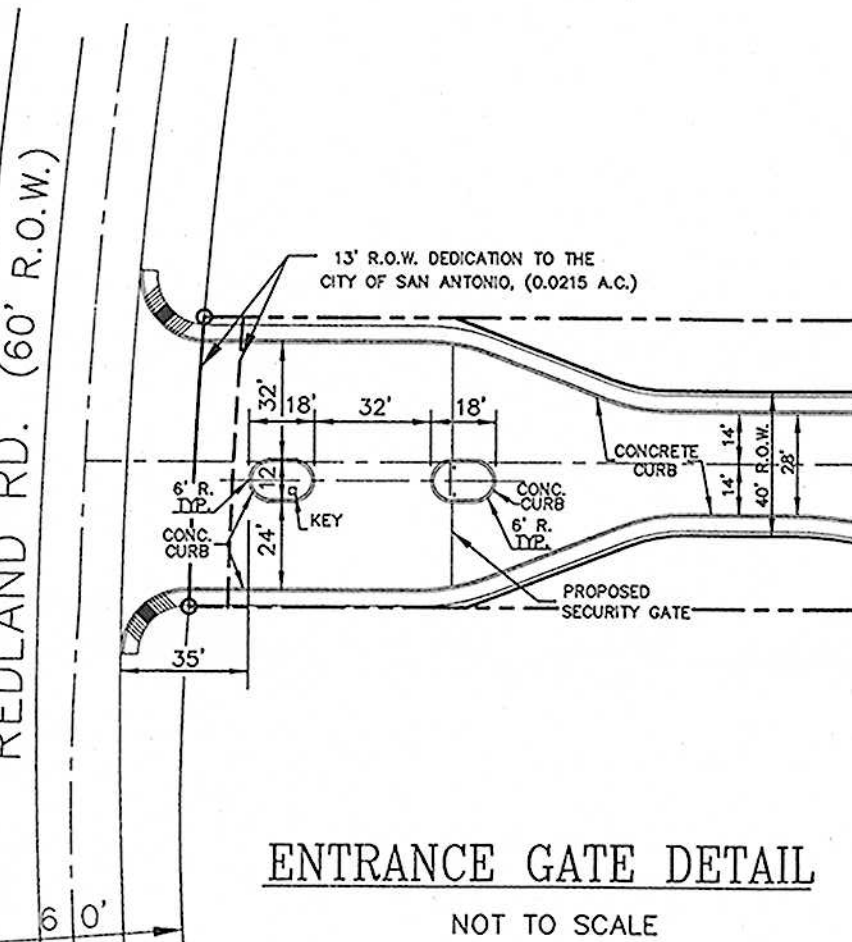 REDLAND RD. (60' R.O.W.)
13' R.O.W. DEDICATION TO THE
CITY OF SAN ANTONIO, (0.0215 A.C.)
32'
18'
32'
18'
12'
24'
6' R.
TYP.
CONC.
CURB
KEY
CONC.
CURB
6' R.
TYP.
CONCRETE
CURB
14'
14'
40' R.O.W.
28'
PROPOSED
SECURITY GATE
35'
ENTRANCE GATE DETAIL
NOT TO SCALE
60'